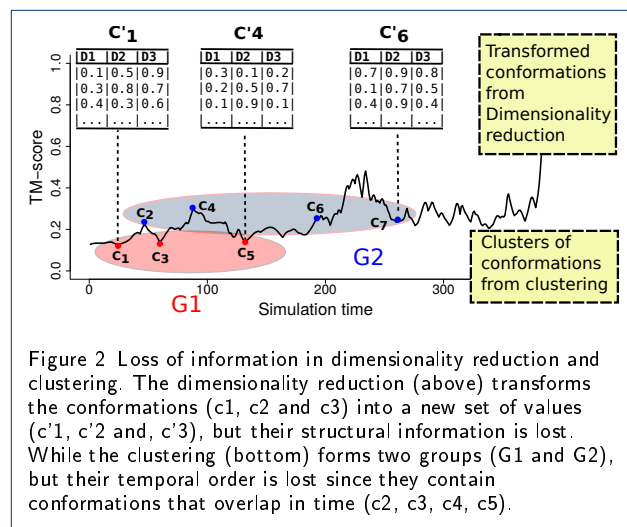 C'1 C'4 C'6
D1 D2 D3 D1 D2 D3 D1 D2 D3
|0.1|0.5|0.9| |0.3|0.1|0.2| |0.7|0.9|0.8|
|0.3|0.8|0.7| |0.2|0.5|0.7| |0.1|0.7|0.5|
|0.4|0.3|0.6| |0.1|0.9|0.1| |0.4|0.9|0.4|
|...|...|...| |...|...|...| |...|...|...|
Transformed
conformations
from
Dimensionality
reduction
TM-score
1.0
0.8
0.6
0.4
0.2
0.0
c2 c4 c6 c7
c1 c3 c5
G2
G1
Clusters of
conformations
from clustering
0 100 200 300
Simulation time
Figure 2 Loss of information in dimensionality reduction and
clustering. The dimensionality reduction (above) transforms
the conformations (c1, c2 and c3) into a new set of values
(c'1, c'2 and, c'3), but their structural information is lost.
While the clustering (bottom) forms two groups (G1 and G2),
but their temporal order is lost since they contain
conformations that overlap in time (c2, c3, c4, c5).